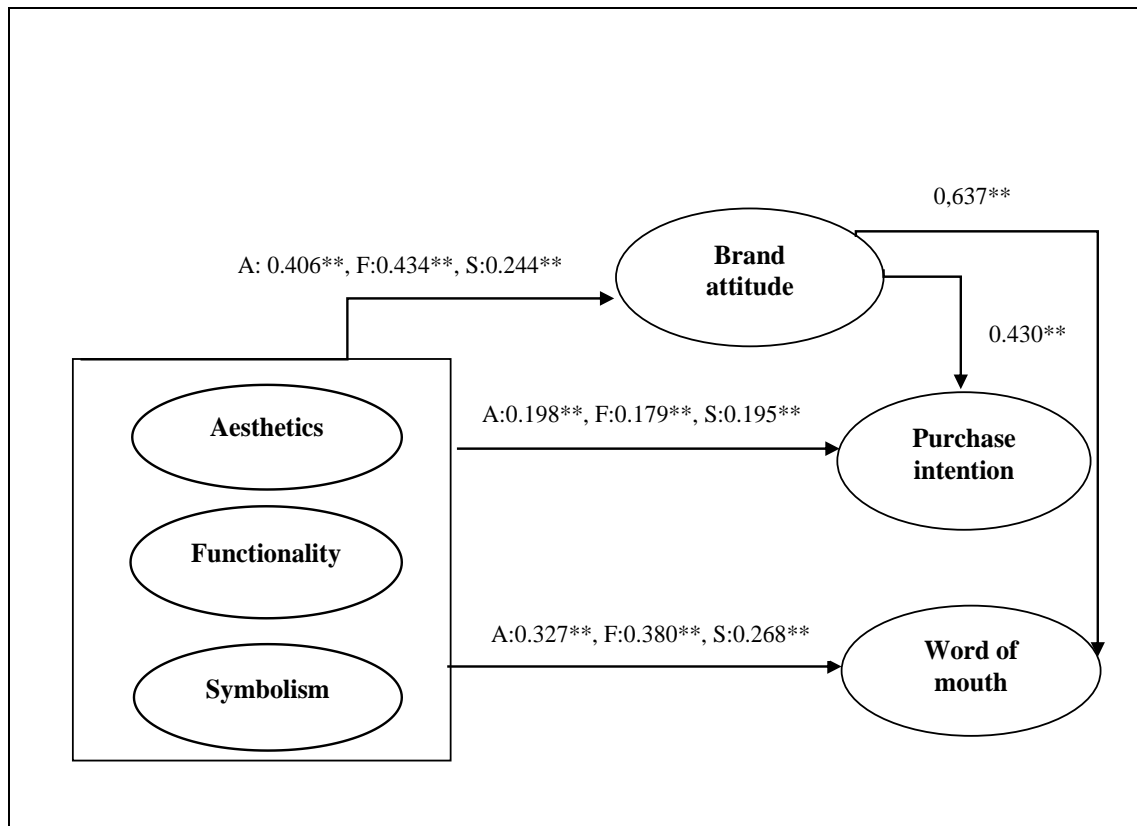 0,637**
Brand
attitude
A: 0.406**, F:0.434**, S:0.244**
0.430**
Aesthetics
A:0.198**, F:0.179**, S:0.195**
Purchase
intention
Functionality
A:0.327**, F:0.380**, S:0.268**
Word of
mouth
Symbolism